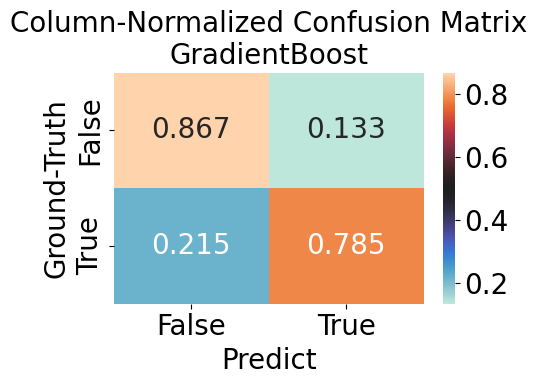 Column-Normalized Confusion Matrix
GradientBoost
Ground-Truth
False
True
0.867
0.133
0.215
0.785
False
True
Predict
0.8
0.6
0.4
0.2